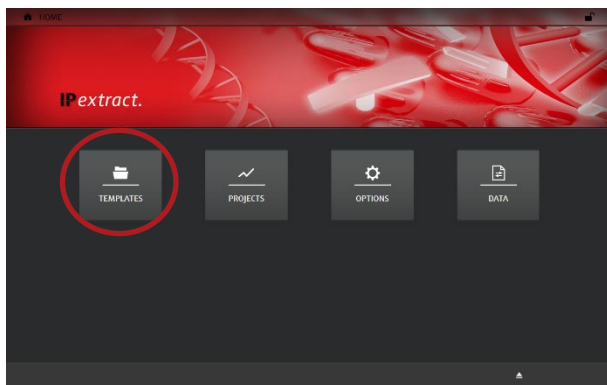 HOME
IPextract.
TEMPLATES
PROJECTS
OPTIONS
DATA